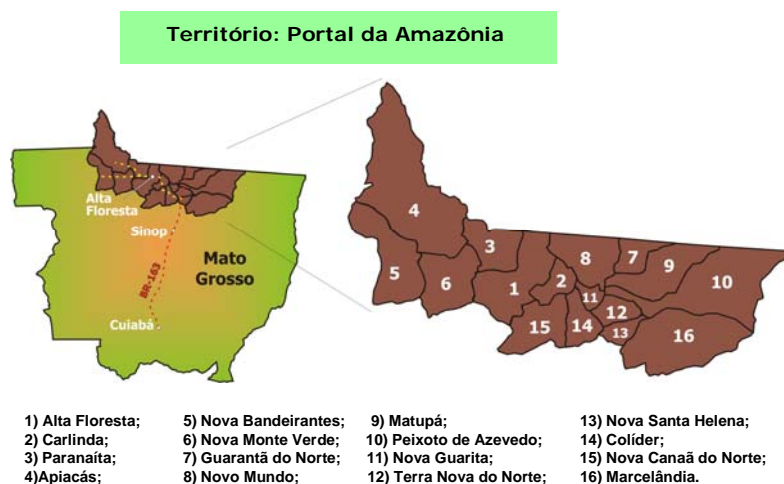 Território: Portal da Amazônia
Alta
Floresta
Sinop
Mato
Grosso
BR-163
Cuiabá
4
3
5
6
1
2
8
7
9
10
11
12
13
15
14
16
1) Alta Floresta; 5) Nova Bandeirantes; 9) Matupá; 13) Nova Santa Helena;
2) Carlinda; 6) Nova Monte Verde; 10) Peixoto de Azevedo; 14) Colíder;
3) Paranaíta; 7) Guarantã do Norte; 11) Nova Guarita; 15) Nova Canaã do Norte;
4)Apiacás; 8) Novo Mundo; 12) Terra Nova do Norte; 16) Marcelândia.